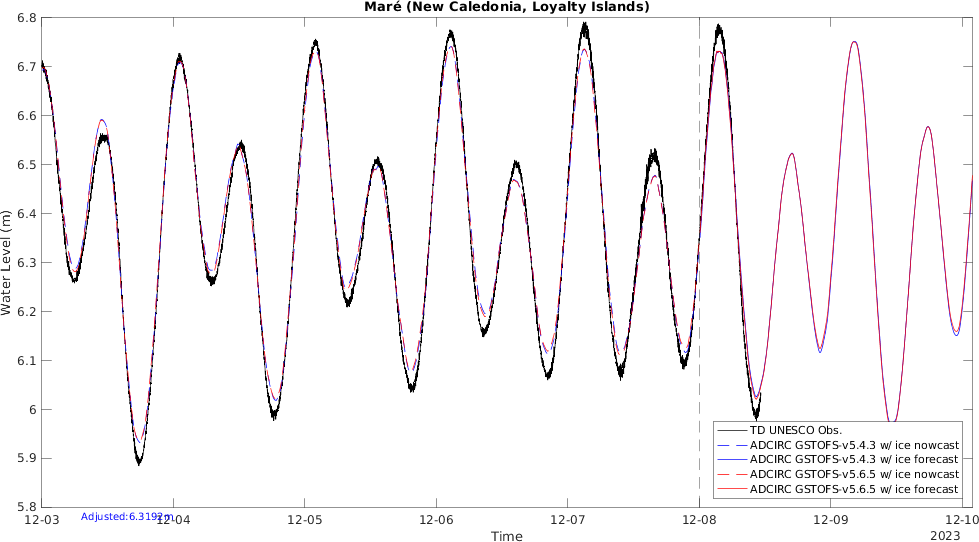 Maré (New Caledonia, Loyalty Islands)
6.8
6.7
6.6
6.5
6.4
6.3
6.2
6.1
6
5.9
5.8
Water Level (m)
TD UNESCO Obs.
ADCIRC GSTOFS-v5.4.3 w/ ice nowcast
ADCIRC GSTOFS-v5.4.3 w/ ice forecast
ADCIRC GSTOFS-v5.6.5 w/ ice nowcast
ADCIRC GSTOFS-v5.6.5 w/ ice forecast
12-03 12-04 12-05 12-06 12-07 12-08 12-09 12-10
Adjusted:6.3192m
Time
2023